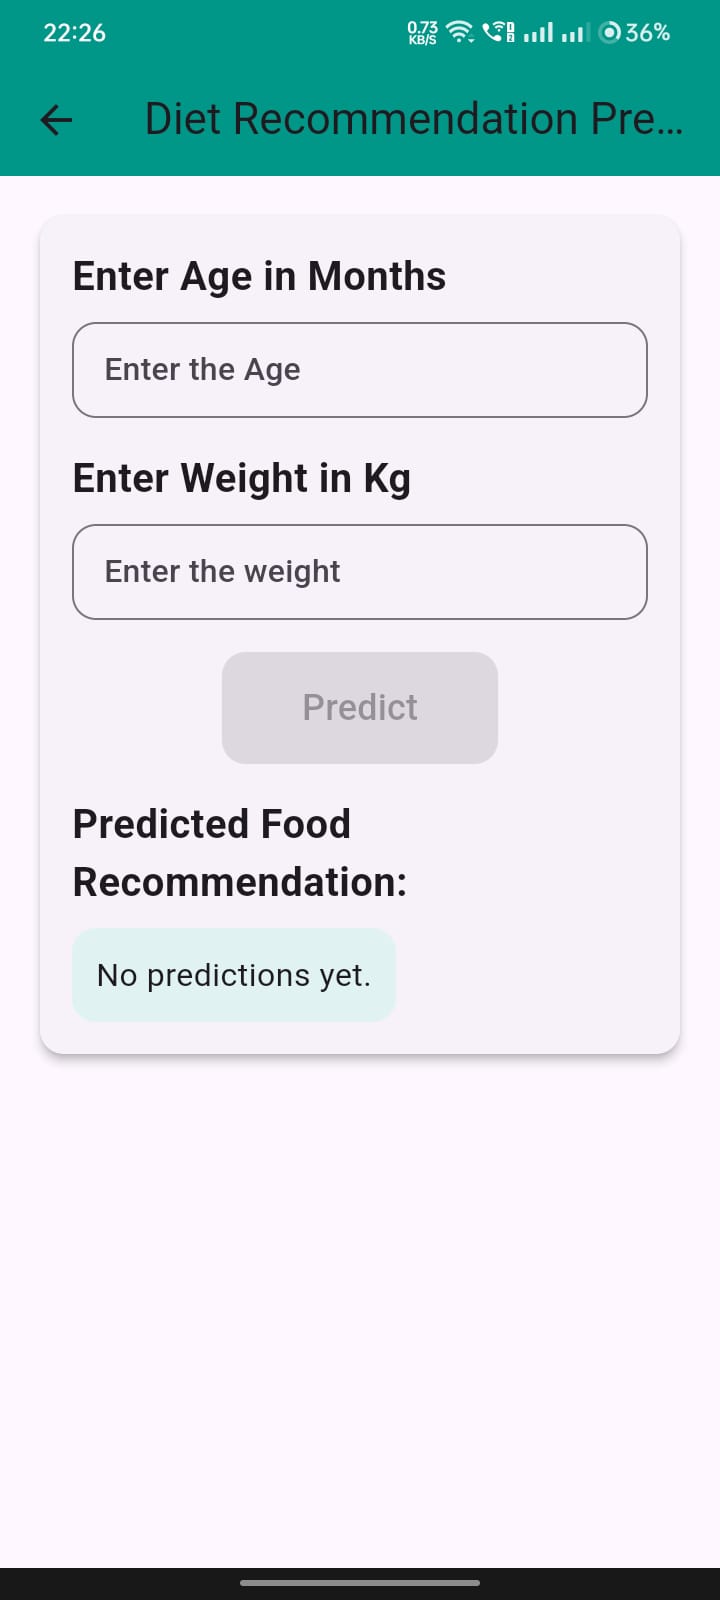 22:26
0.73
KB/S
36%
Diet Recommendation Pre...
Enter Age in Months
Enter the Age
Enter Weight in Kg
Enter the weight
Predict
Predicted Food
Recommendation:
No predictions yet.